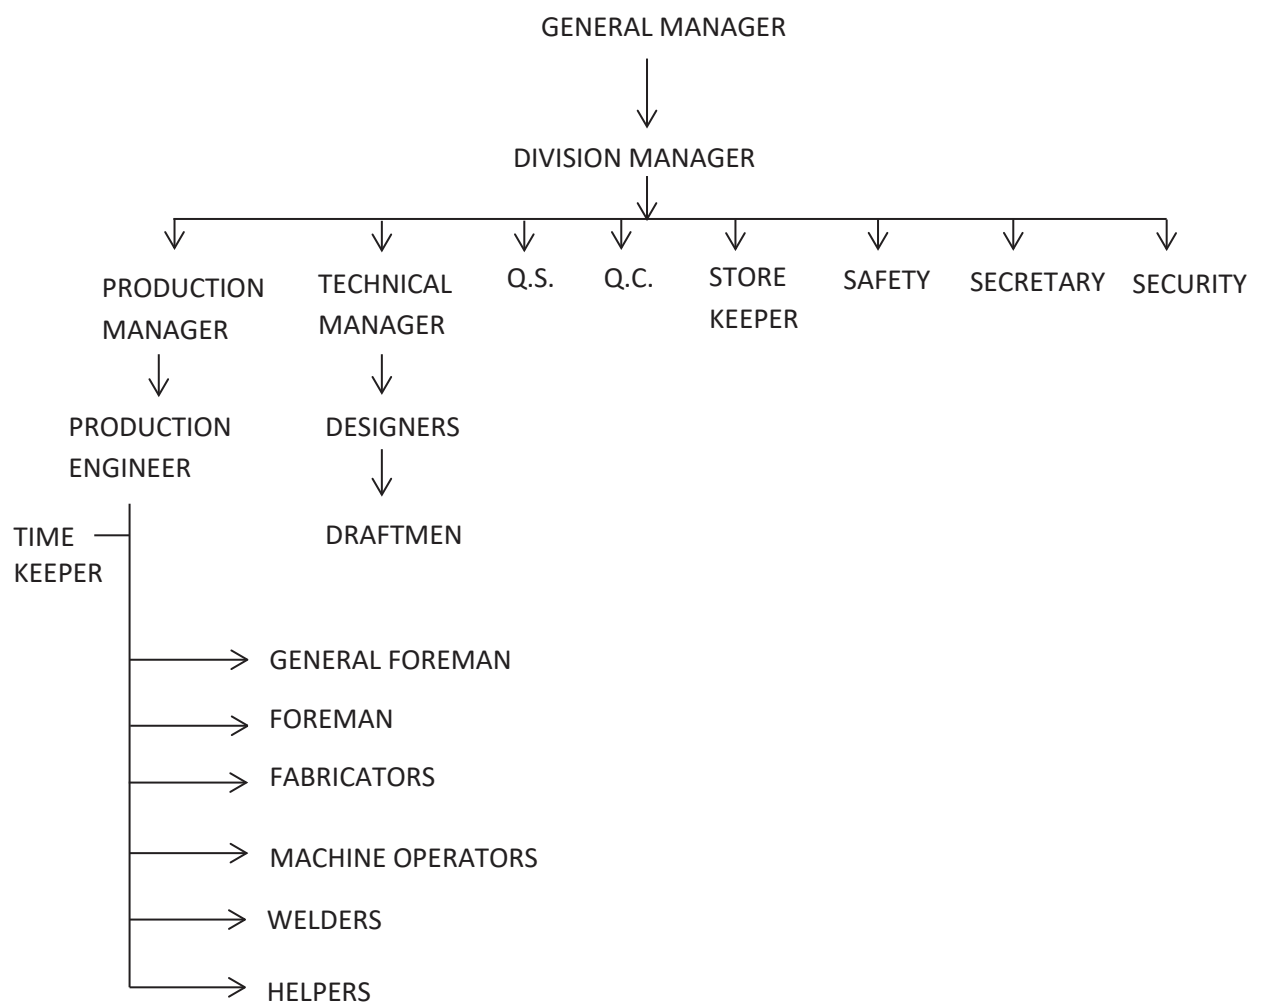 GENERAL MANAGER
DIVISION MANAGER
PRODUCTION
MANAGER
TECHNICAL
MANAGER
Q.S.
Q.C.
STORE
KEEPER
SAFETY
SECRETARY
SECURITY
PRODUCTION
ENGINEER
DESIGNERS
TIME
KEEPER
DRAFTMEN
GENERAL FOREMAN
FOREMAN
FABRICATORS
MACHINE OPERATORS
WELDERS
HELPERS